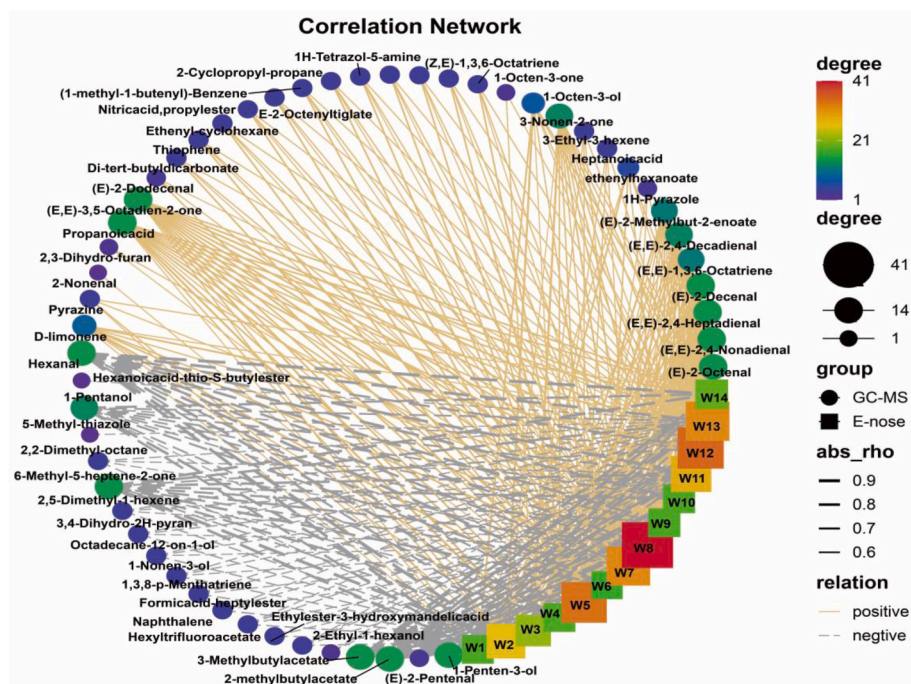 Correlation Network
1H-Tetrazol-5-amine
(Z,E)-1,3,6-Octatriene
2-Cyclopropyl-propane
1-Octen-3-one
(1-methyl-1-butenyl)-Benzene
1-Octen-3-ol
Nitricacid,propylester
E-2-Octenyltiglate
3-Nonen-2-one
Ethenyl-cyclohexane
3-Ethyl-3-hexene
Thiophene
Heptanoicacid
Di-tert-butyldicarbonate
ethenylhexanoate
(E)-2-Dodecenal
1H-Pyrazole
(E,E)-3,5-Octadien-2-one
(E)-2-Methylbut-2-enoate
Propanoicacid
(E,E)-2,4-Decadienal
2,3-Dihydro-furan
(E,E)-1,3,6-Octatriene
2-Nonenal
(E)-2-Decenal
Pyrazine
(E,E)-2,4-Heptadienal
D-limonene
(E,E)-2,4-Nonadienal
Hexanal
(E)-2-Octenal
Hexanoicacid-thio-S-butylester
1-Pentanol
W14
5-Methyl-thiazole
W13
2,2-Dimethyl-octane
W12
6-Methyl-5-heptene-2-one
W11
2,5-Dimethyl-1-hexene
W10
3,4-Dihydro-2H-pyran
W9
Octadecane-12-on-1-ol
W8
1-Nonen-3-ol
W7
1,3,8-p-Menthatriene
W6
Formicacid-heptylester
W5
Naphthalene
Ethylester-3-hydroxymandelicacid
W4
Hexyltrifluoroacetate
2-Ethyl-1-hexanol
W3
W2
W1
3-Methylbutylacetate
1-Penten-3-ol
2-methylbutylacetate
(E)-2-Pentenal
degree
41
21
1
degree
41
14
1
group
GC-MS
E-nose
abs_rho
0.9
0.8
0.7
0.6
relation
positive
negtive